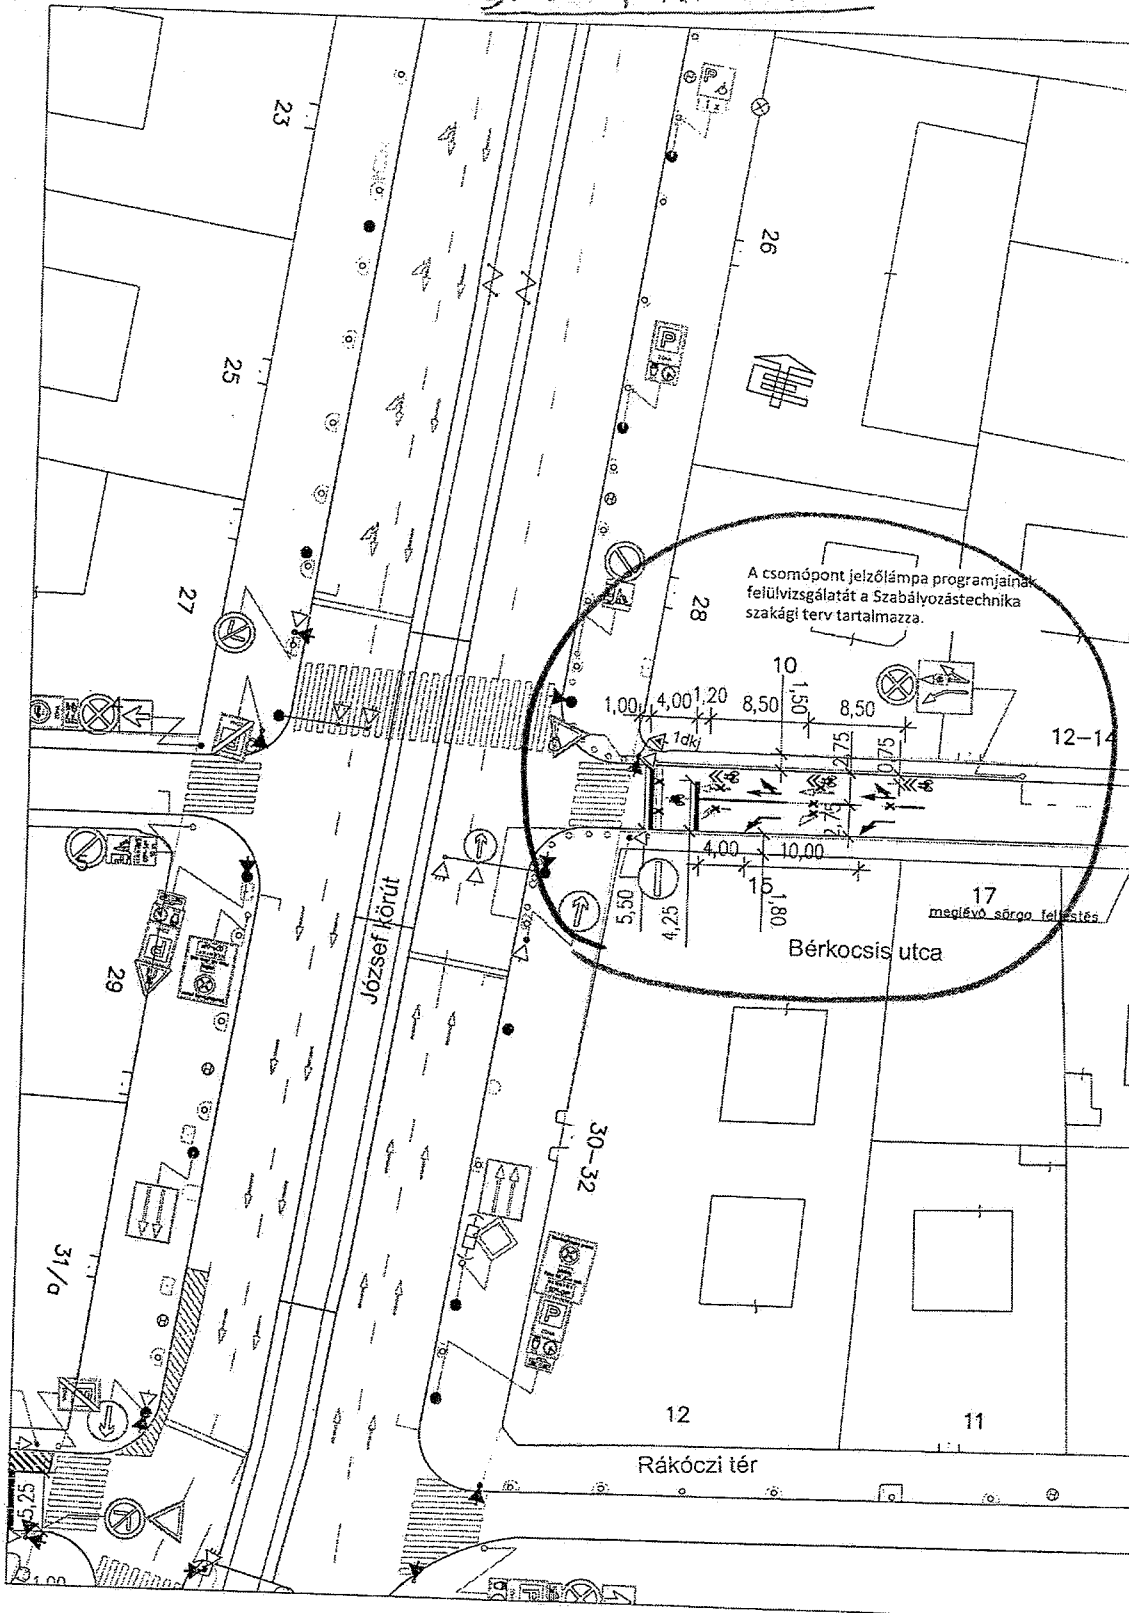 23
26
25
27
28
A csomópont jelzőlámpa programjainak
felülvizsgálatát a Szabályozástechnika
szakági terv tartalmazza.
10
1,00 4,00 1,20 8,50 1,50 8,50
12-14
1dkj
2,75 0,75
2,75
4,00 10,00
5,50 4,25 15 1,80
17
meglévő sárga felfestés
Bérkocsis utca
József körút
29
30-32
31/a
12
11
Rákóczi tér
5,25
1,00
P
P
P